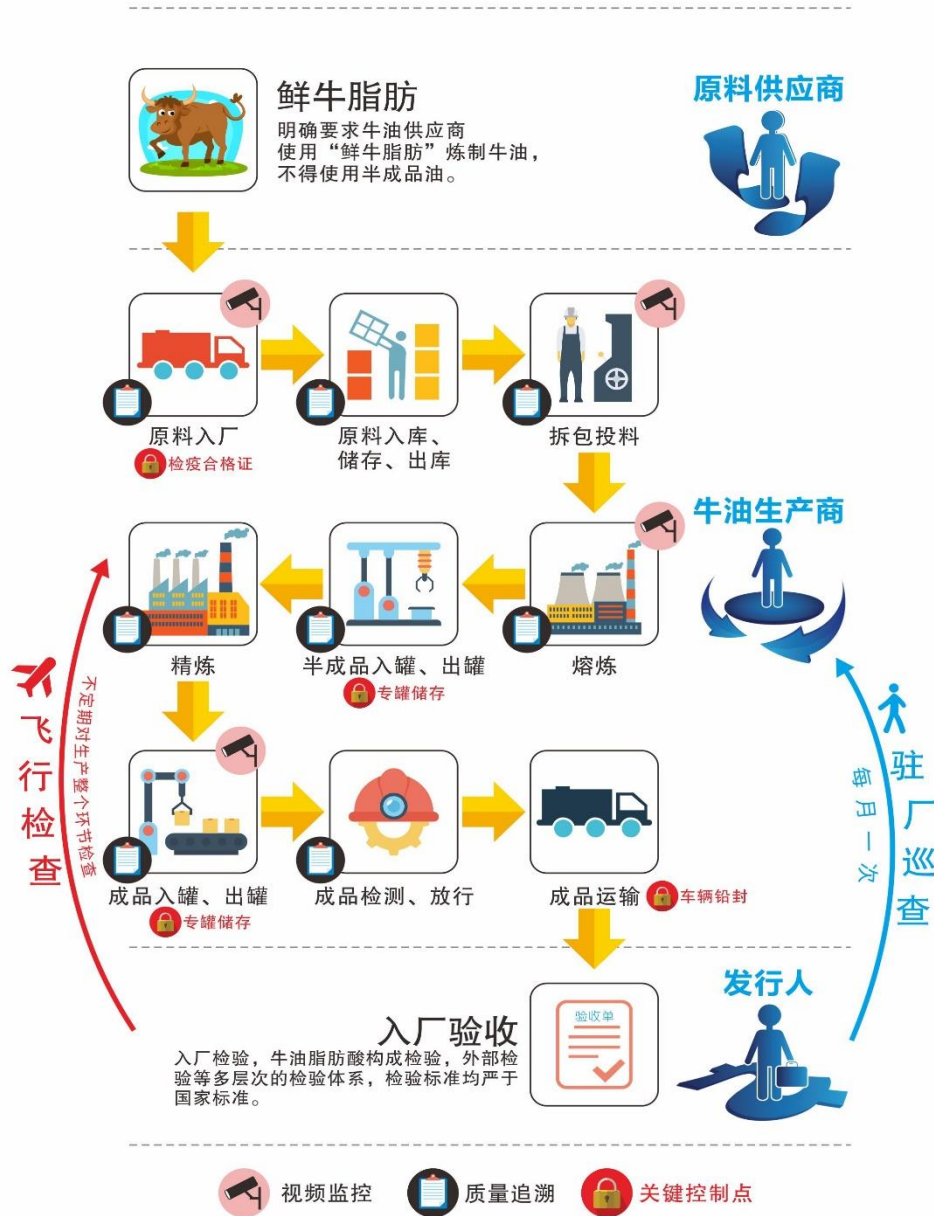 鲜牛脂肪
明确要求牛油供应商
使用“鲜牛脂肪”炼制牛油，
不得使用半成品油。
原料供应商
原料入厂
检疫合格证
原料入库、
储存、出库
拆包投料
牛油生产商
精炼
半成品入罐、出罐
专罐储存
熔炼
飞行检查
不定期对生产整个环节检查
驻厂巡查
每月一次
成品入罐、出罐
专罐储存
成品检测、放行
成品运输
车辆铅封
发行人
入厂验收
入厂检验，牛油脂肪酸构成检验，外部检
验等多层次的检验体系，检验标准均严于
国家标准。
验收单
视频监控
质量追溯
关键控制点